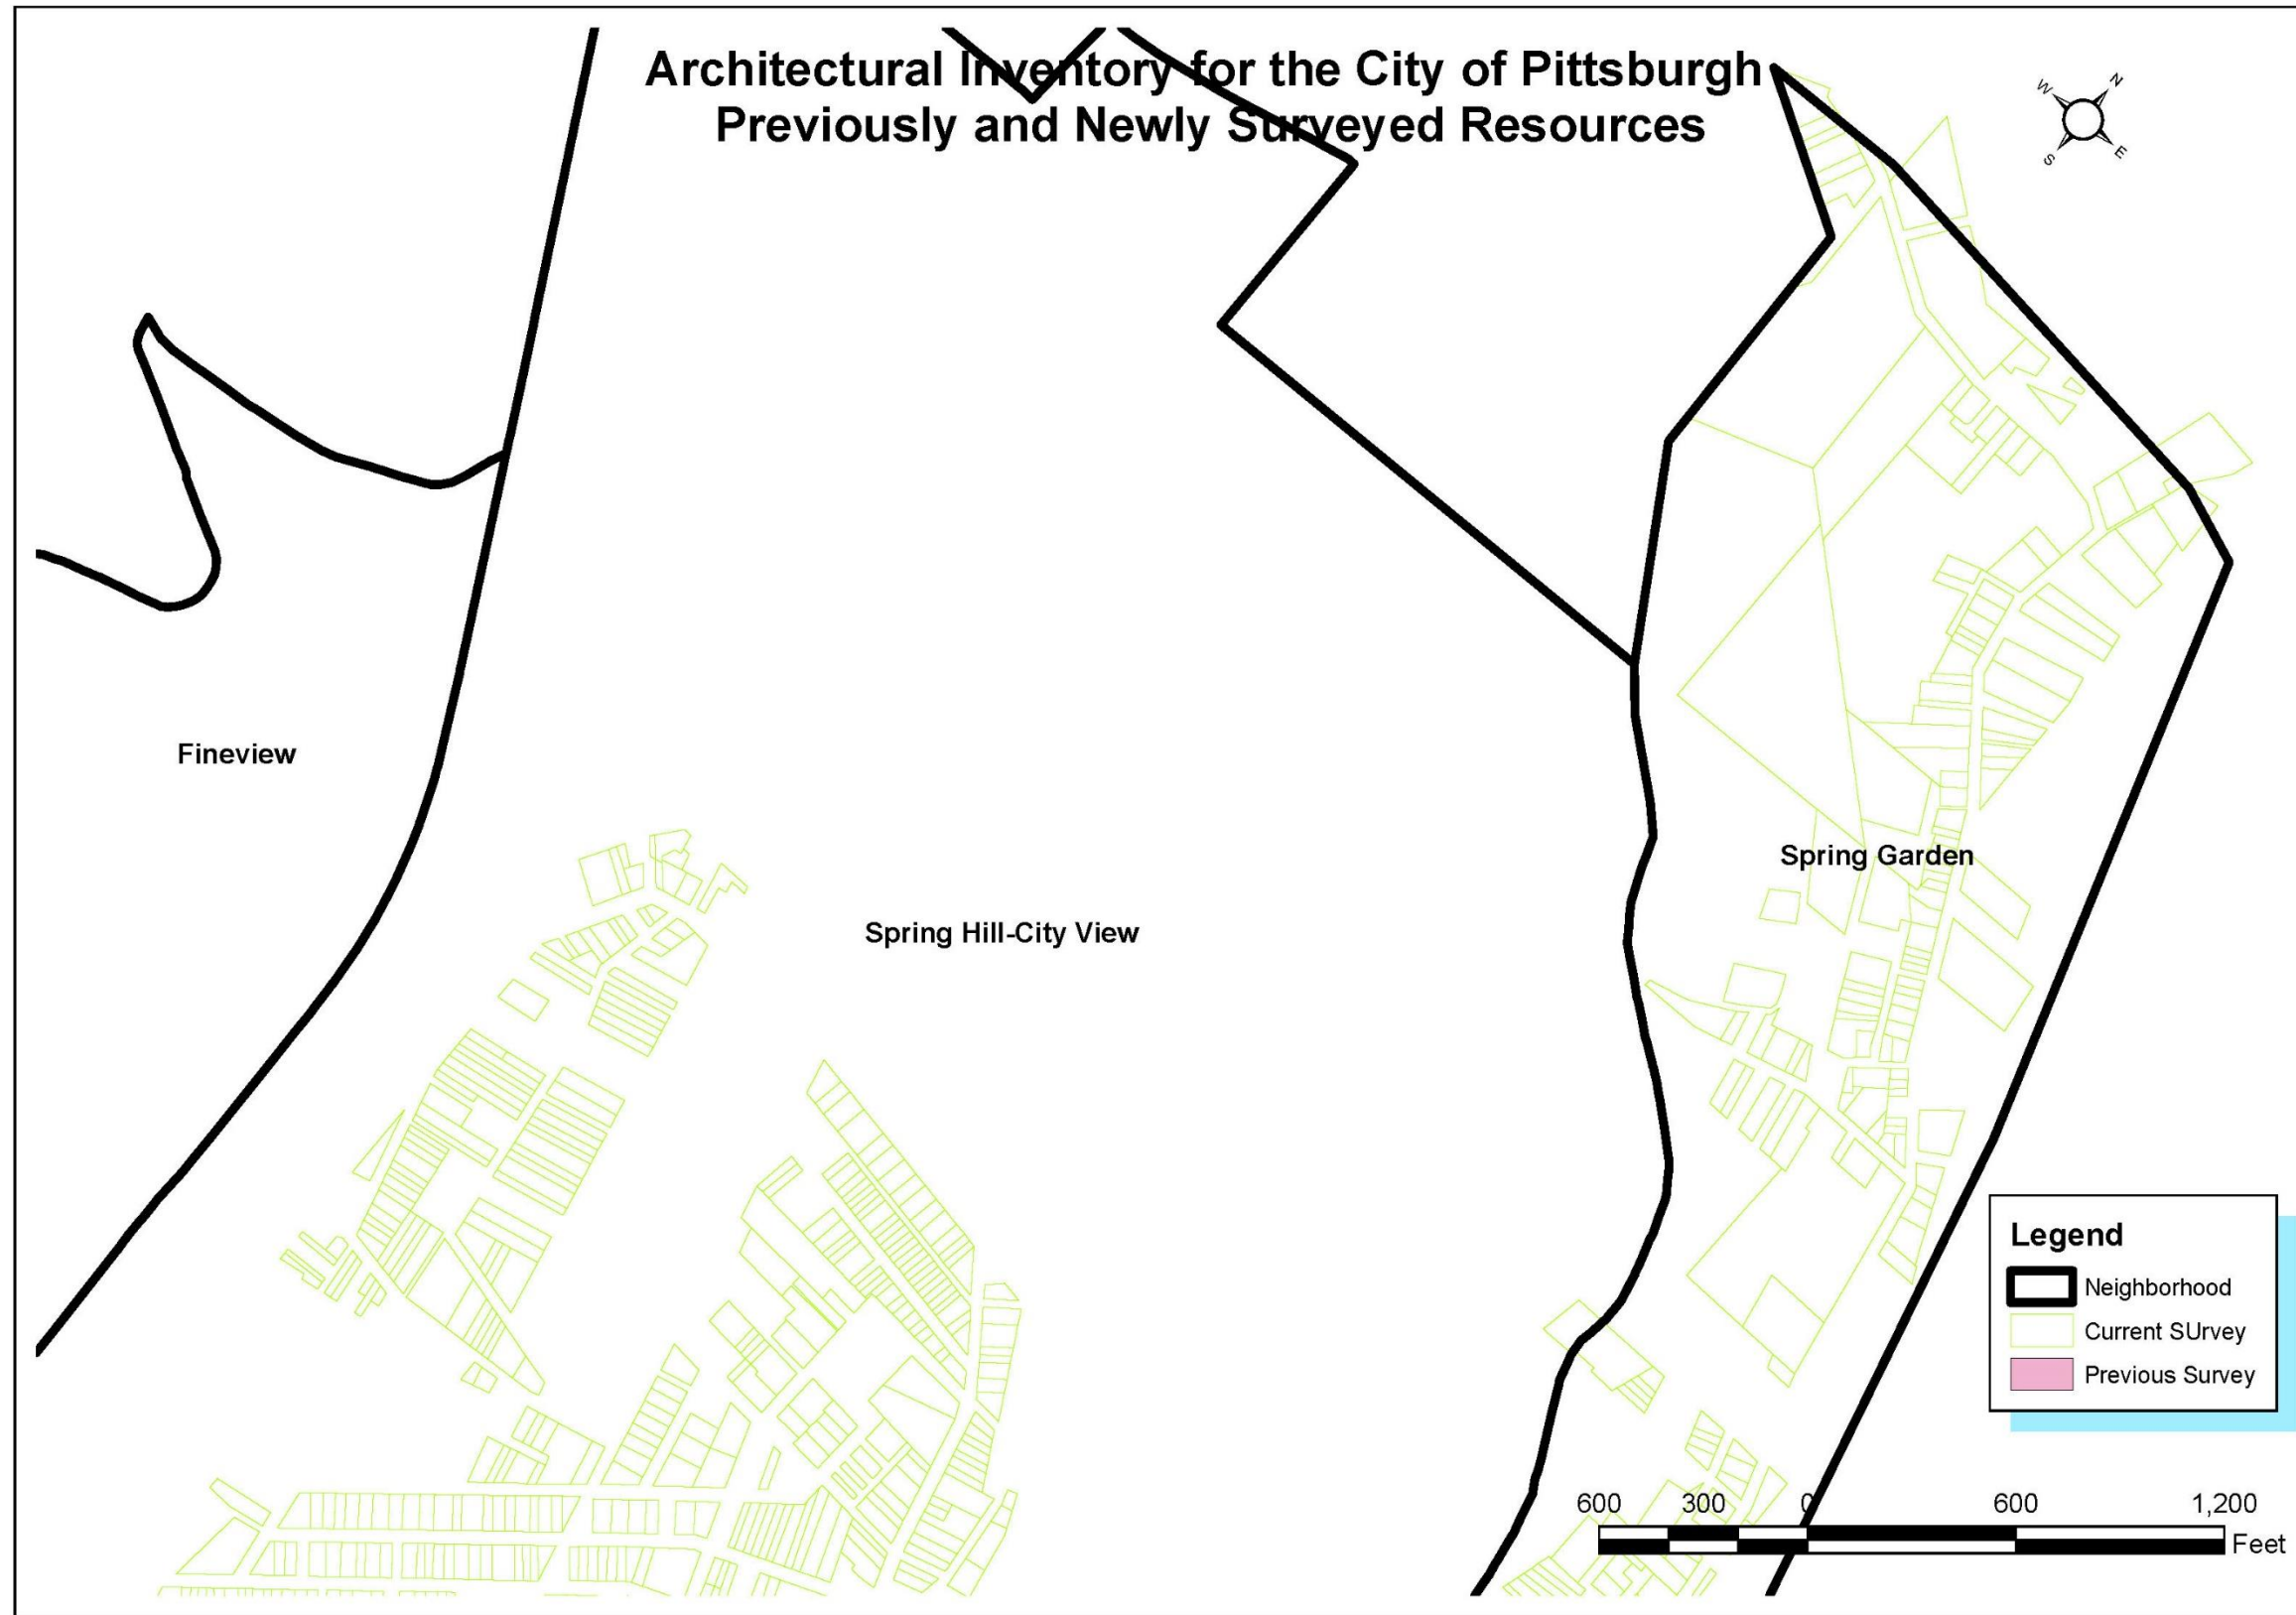 Architectural Inventory for the City of Pittsburgh
Previously and Newly Surveyed Resources
W
N
S
E
Fineview
Spring Garden
Spring Hill-City View
Legend
Neighborhood
Current SUrvey
Previous Survey
600 300 0 600 1,200
Feet